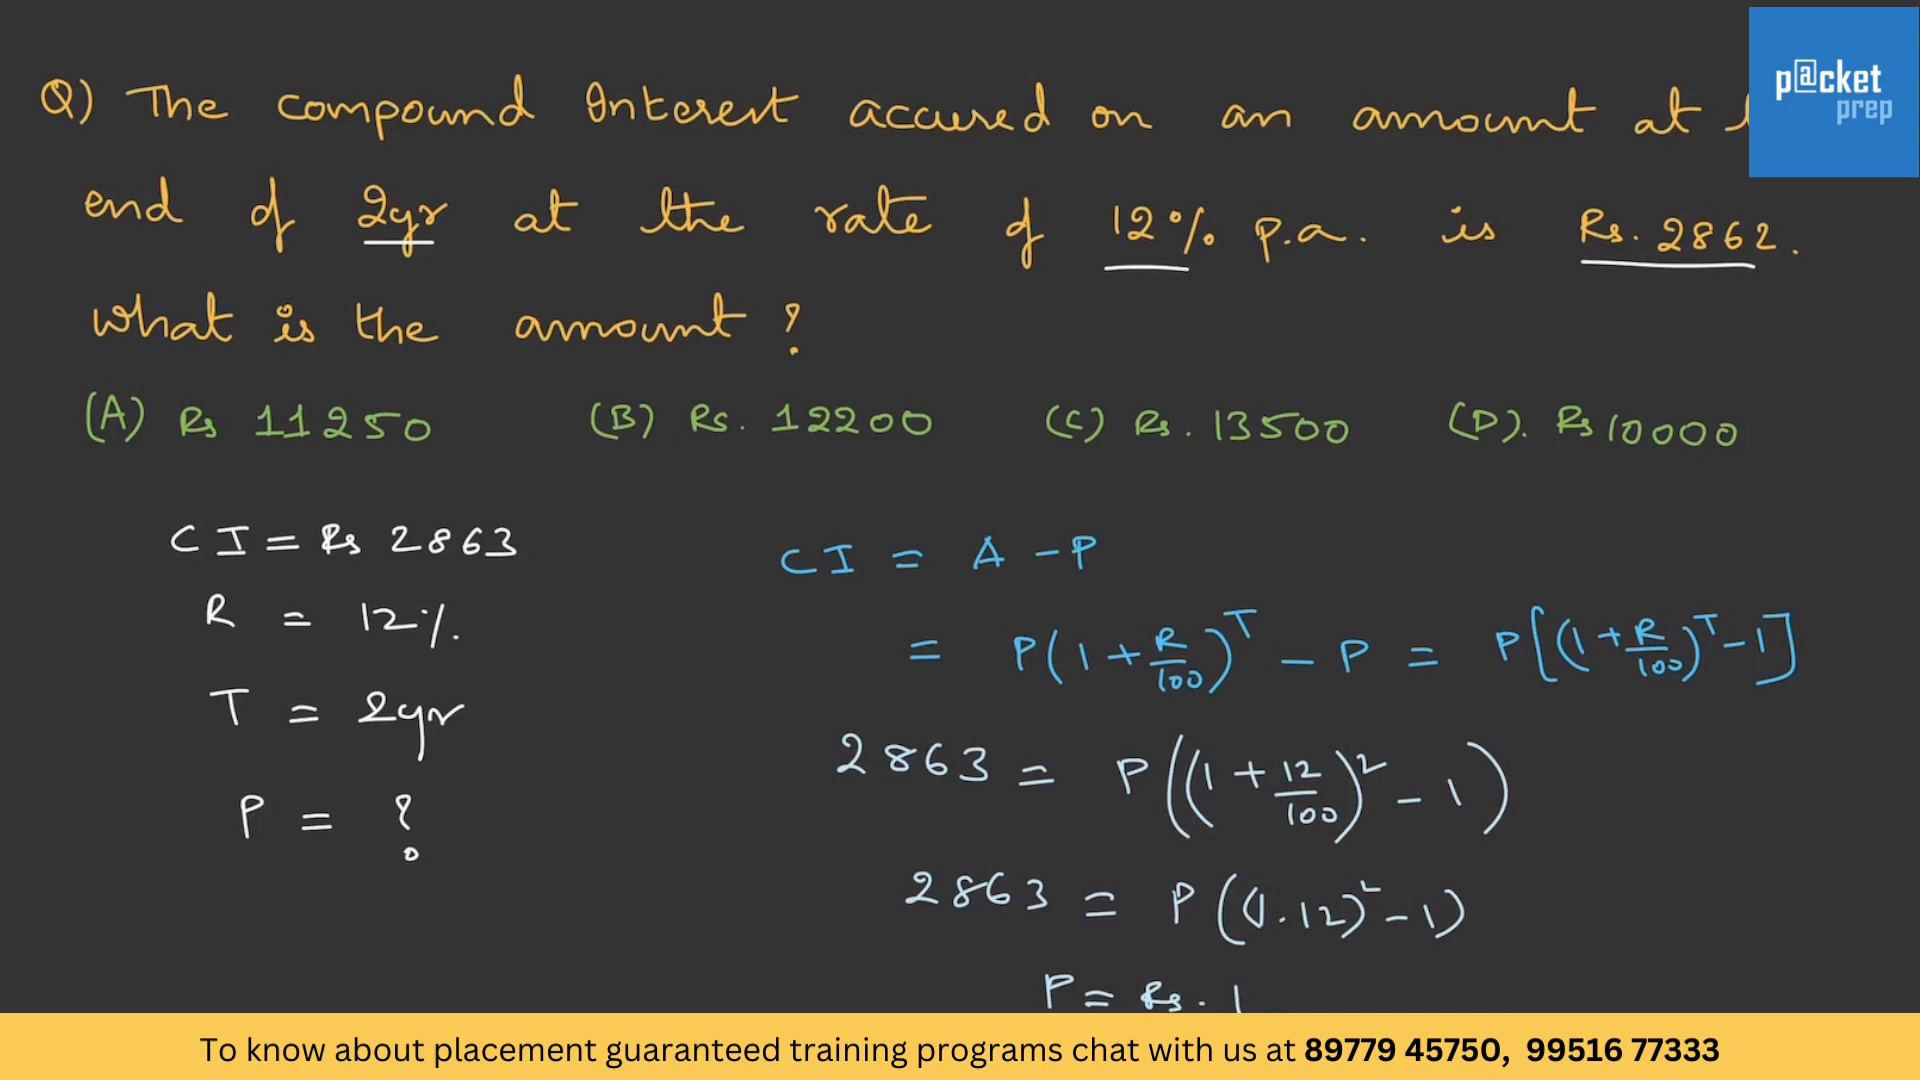 p@cket
prep
Q) The compound Interest accured on an amount at
end of 2yr at the rate of 12% p.a. is Rs. 2862.
what is the amount ?
(A) Rs 11250 (B) Rs. 12200 (C) Rs. 13500 (D). Rs 10000
CI = Rs 2863
R = 12%.
T = 2yr
P = ?
CI = A - P
= P(1+R/100)^T - P = P[(1+R/100)^T-1]
2863 = P((1+12/100)^2 - 1)
2863 = P((1.12)^2-1)
P = Rs. 1
To know about placement guaranteed training programs chat with us at 89779 45750, 99516 77333